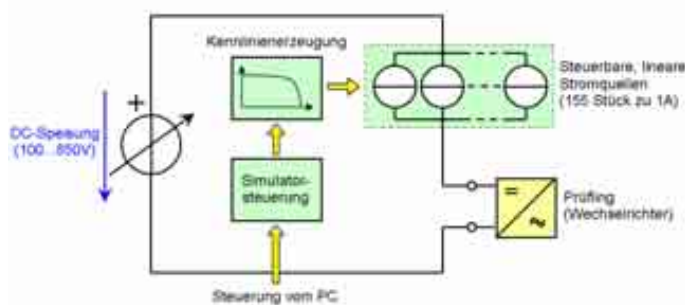 Kennlinienerzeugung
Steuerbare, lineare
Stromquellen
(155 Stück zu 1A)
+
DC-Speisung
(100...850V)
Simulator-
steuerung
=
~
Prüfling
(Wechselrichter)
Steuerung vom PC